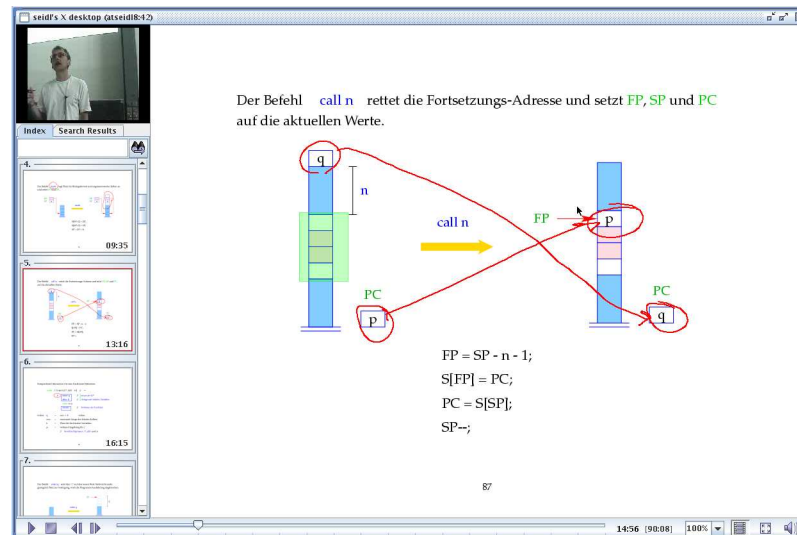 seidl's X desktop (atseidl8:42)
Index Search Results
4.
09:35
5.
13:16
6.
16:15
7.
Der Befehl call n rettet die Fortsetzungs-Adresse und setzt FP, SP und PC
auf die aktuellen Werte.
q
n
call n
FP
p
PC
p
PC
q
FP = SP - n - 1;
S[FP] = PC;
PC = S[SP];
SP--;
87
14:56 [90:08] 100%